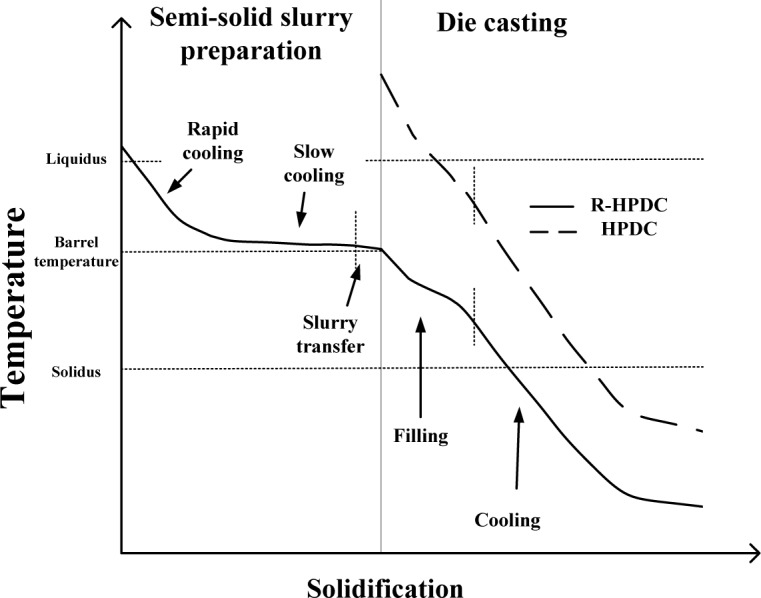 Semi-solid slurry
preparation
Die casting
Rapid
cooling
Slow
cooling
Liquidus
R-HPDC
HPDC
Barrel
temperature
Slurry
transfer
Solidus
Filling
Cooling
Temperature
Solidification